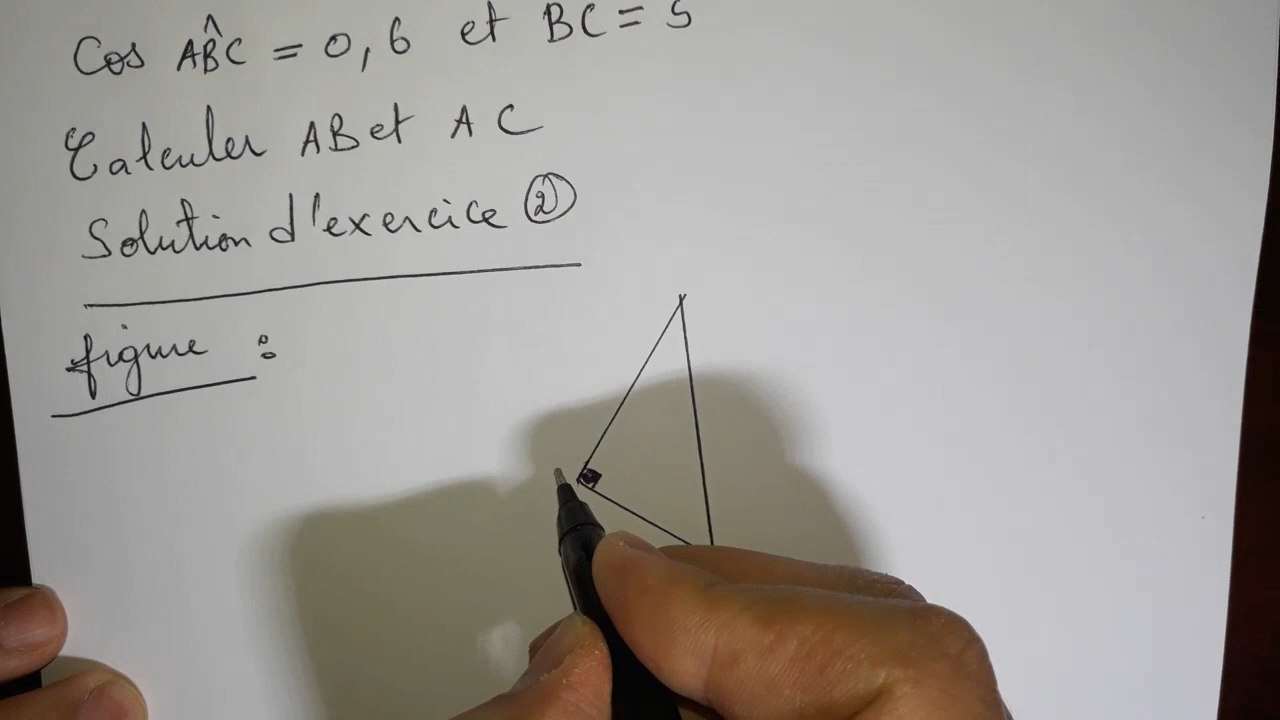 Cos AB̂C = 0,6 et BC = 5
Calculer AB et AC
Solution d'exercice ②
figure :